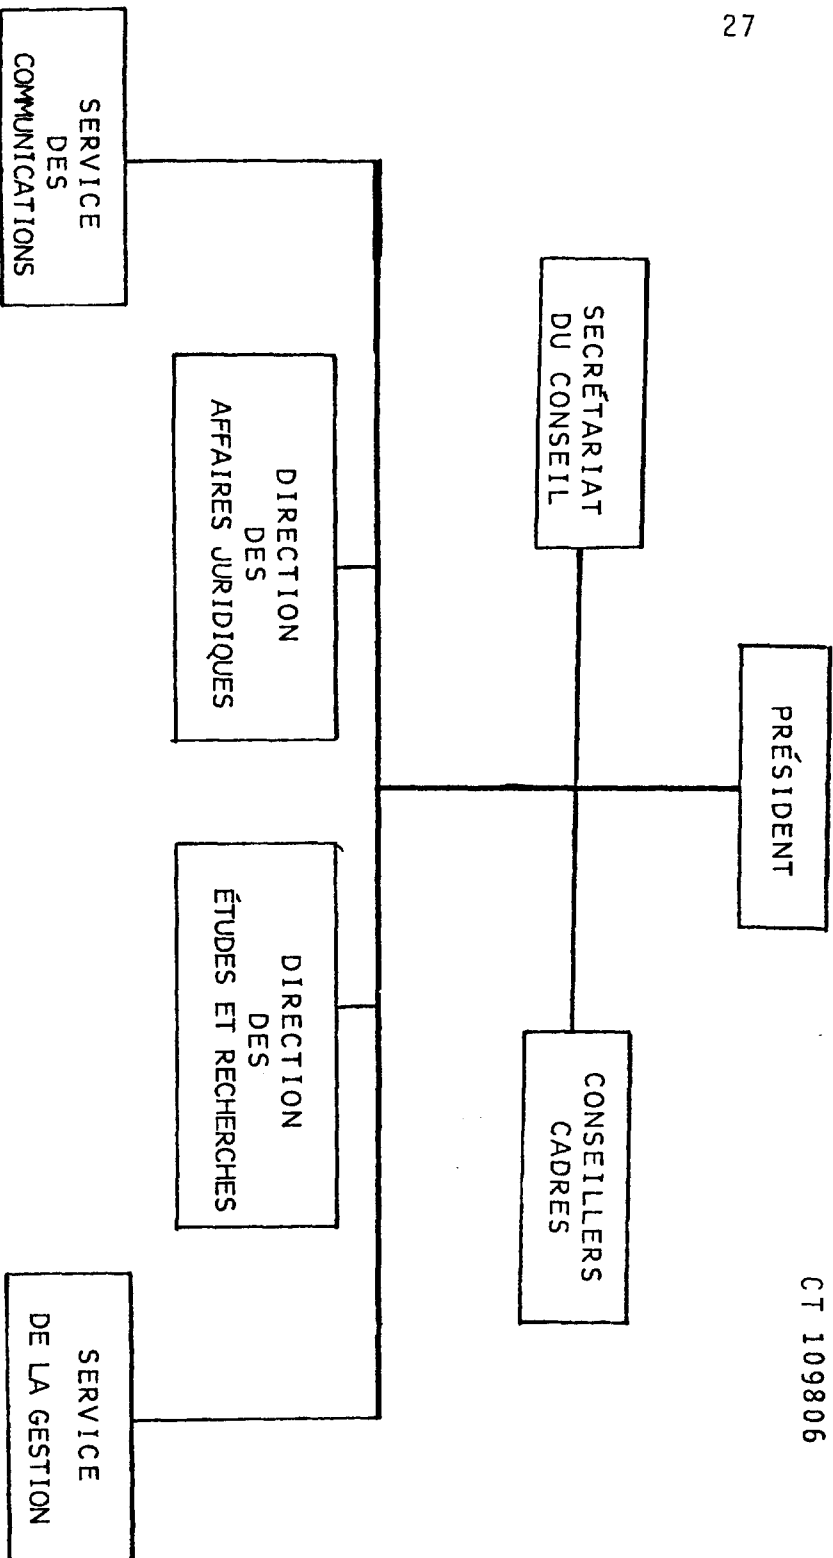 27
CT 109806
PRÉSIDENT
SECRÉTARIAT
DU CONSEIL
CONSEILLERS
CADRES
DIRECTION
DES
AFFAIRES JURIDIQUES
DIRECTION
DES
ÉTUDES ET RECHERCHES
SERVICE
DES
COMMUNICATIONS
SERVICE
DE LA GESTION